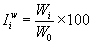 I_i^w = W_i / W_0 × 100